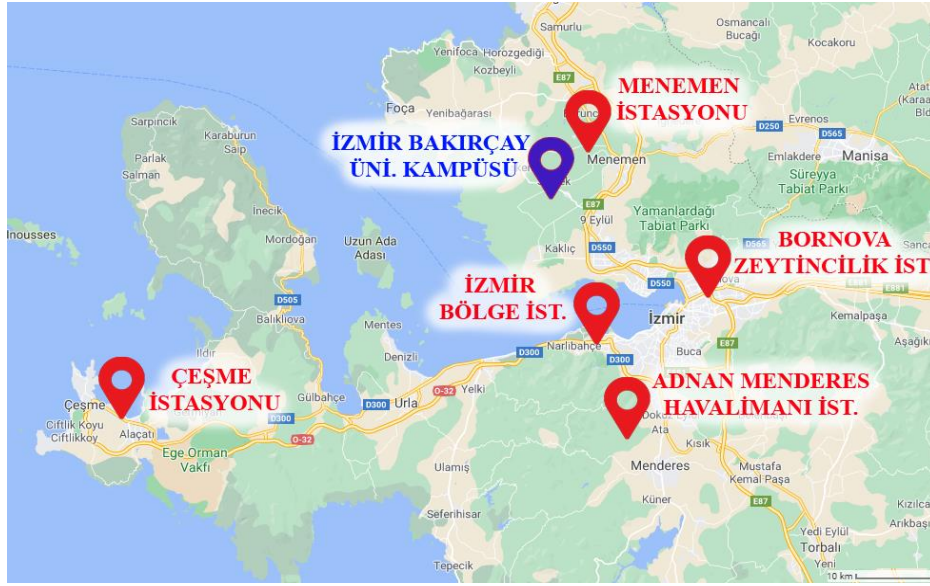 Samurlu
Osmancalı
Bucağı
Yenifoça
Horozgediği
Kozbeyli
Kocakoru
E87
MENEMEN
İSTASYONU
Foça
Yenibağarası
Evrenos
D250
D565
Sarpıncık
Karaburun
Saip
İZMİR BAKIRÇAY
ÜNİ. KAMPÜSÜ
Menemen
Emlakdere
Manisa
Parlak
Salman
Süreyya
Tabiat Parkı
E87
9 Eylül
Yamanlardağı
Tabiat Parkı
İnecik
Inousses
Mordoğan
Uzun Ada
Adası
Kaklıç
D550
D565
BORNOVA
ZEYTİNCİLİK İST.
D550
E881
D505
İZMİR
BÖLGE İST.
İzmir
Kemalpaşa
Balıklıova
Mentes
Narlıbahçe
D300
D300
E87
Buca
Ildır
Denizli
ÇEŞME
İSTASYONU
Gülbahçe
D300
Urla
O-32
Yelki
ADNAN MENDERES
HAVALİMANI İST.
Çeşme
Çiftlik Koyu
Çiftlikköy
Alaçatı
D300
O-32
Ata
Kısık
Ege Orman
Vakfı
Ulamış
Menderes
Mustafa
Kemal Paşa
Küner
E87
Seferihisar
Yedi Eylül
Torbalı
Tepecik
Yeni
10 km